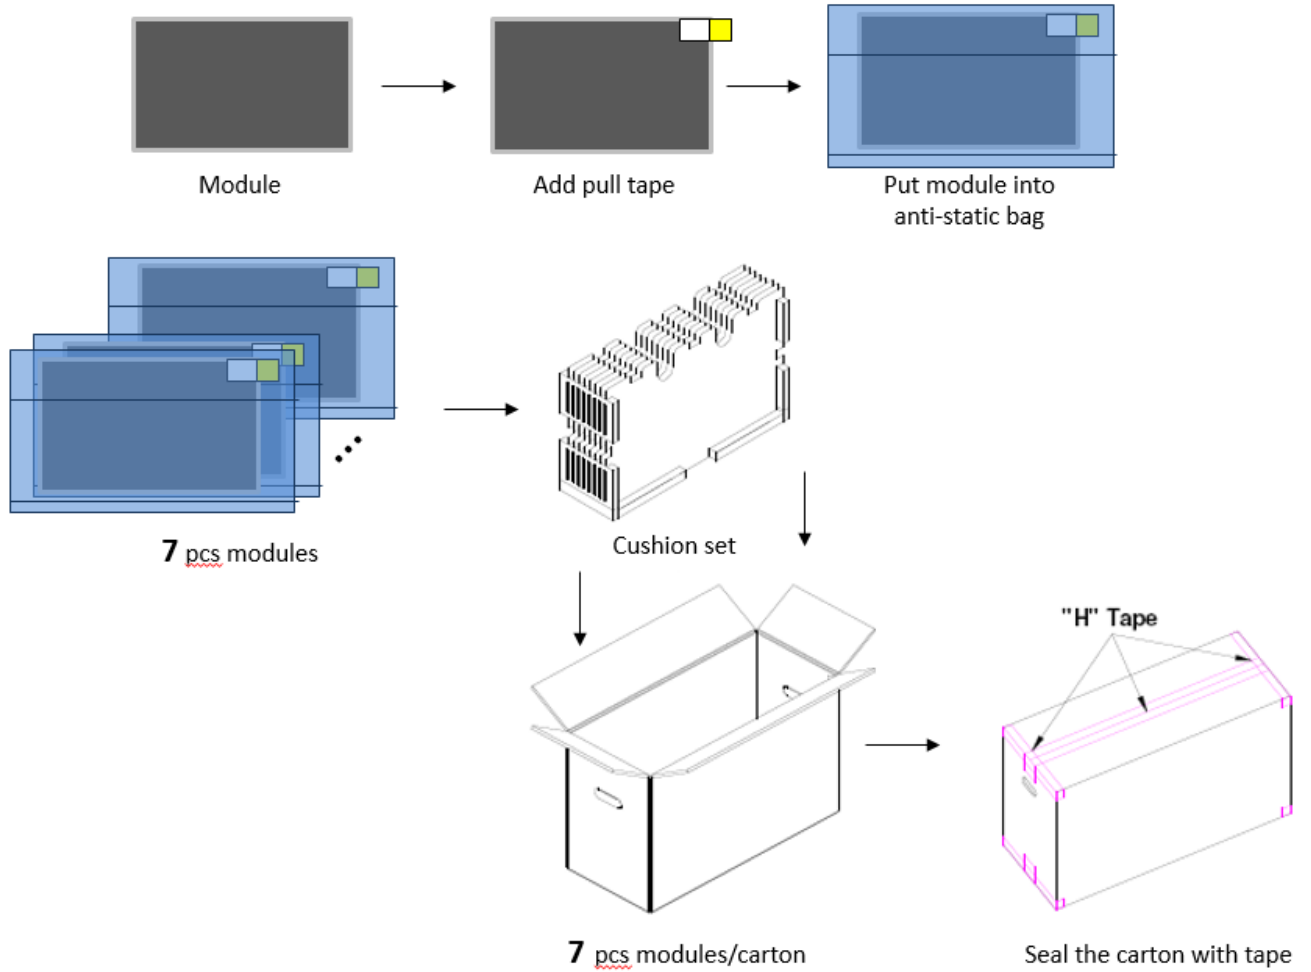 Module
Add pull tape
Put module into
anti-static bag
7 pcs modules
Cushion set
"H" Tape
7 pcs modules/carton
Seal the carton with tape